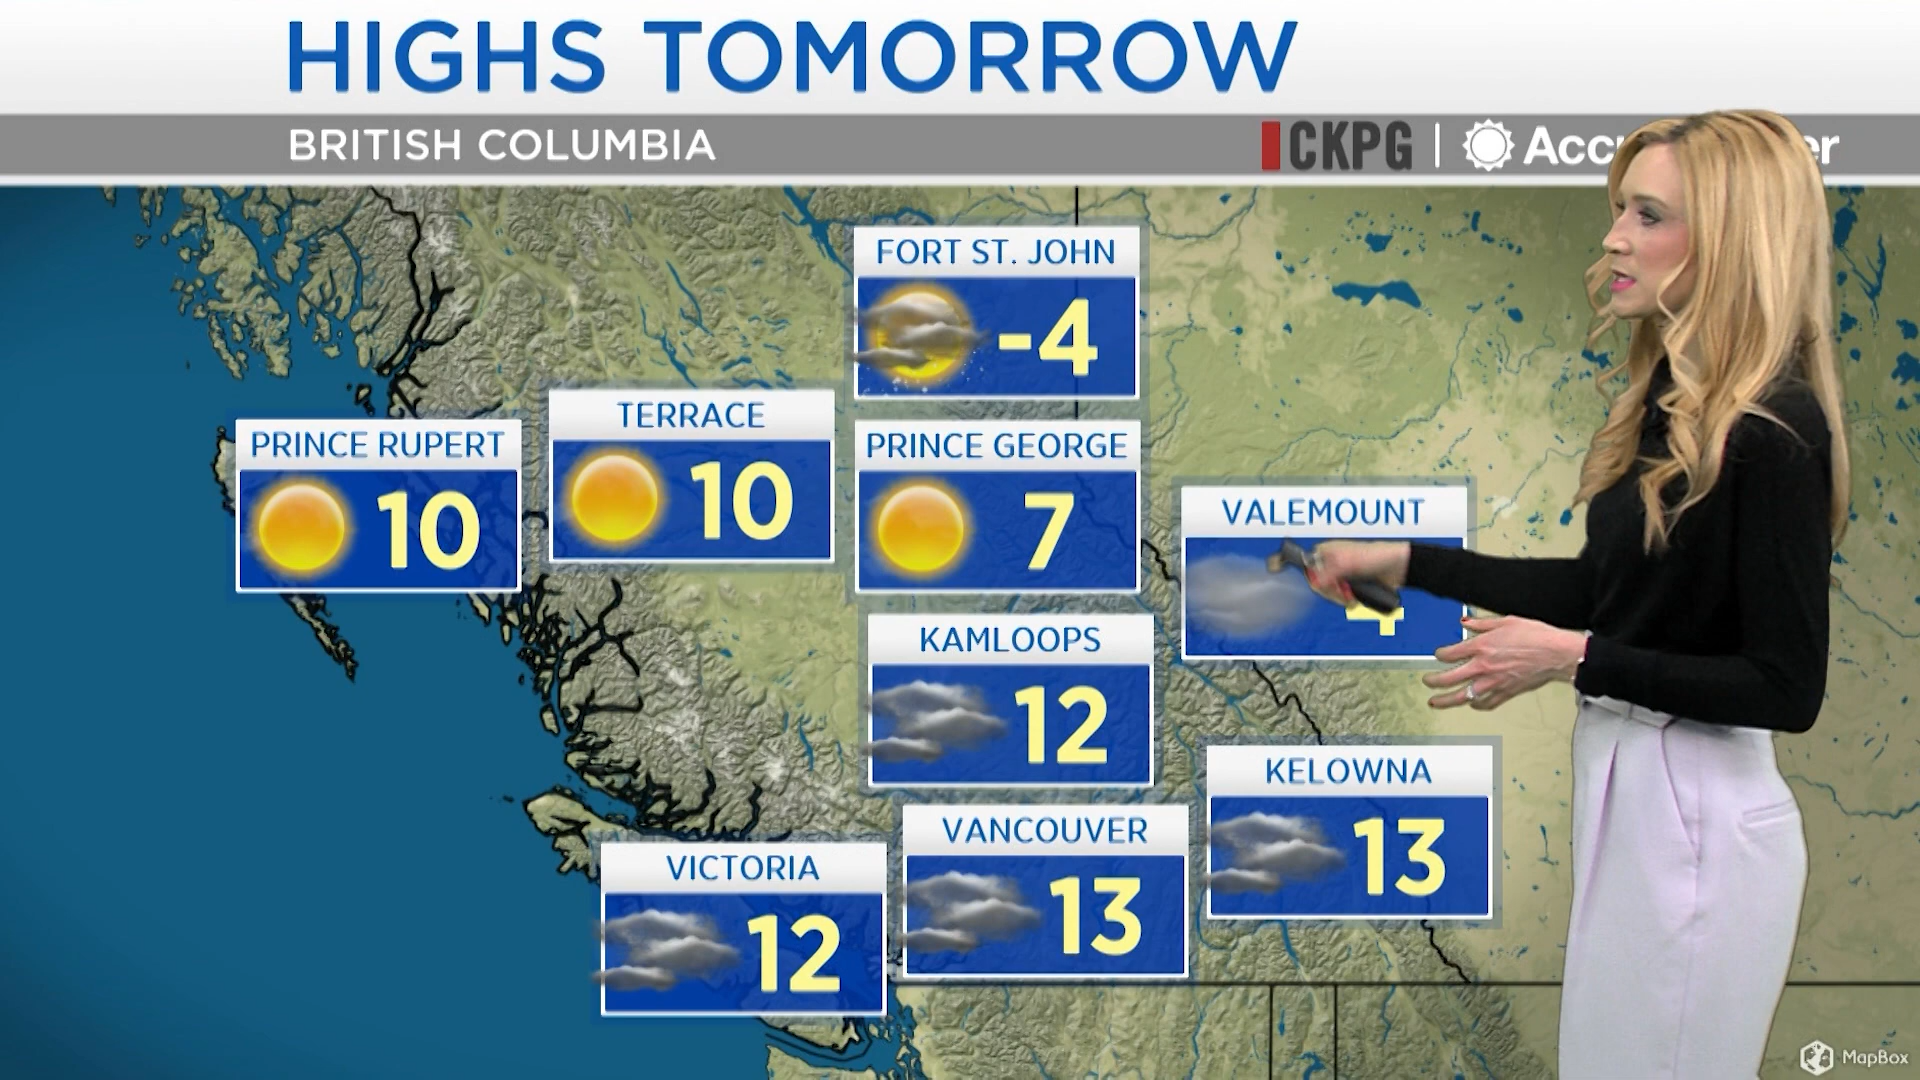 HIGHS TOMORROW
BRITISH COLUMBIA
CKPG
FORT ST. JOHN
-4
PRINCE RUPERT
10
TERRACE
10
PRINCE GEORGE
7
VALEMOUNT
KAMLOOPS
12
KELOWNA
13
VANCOUVER
13
VICTORIA
12
MapBox